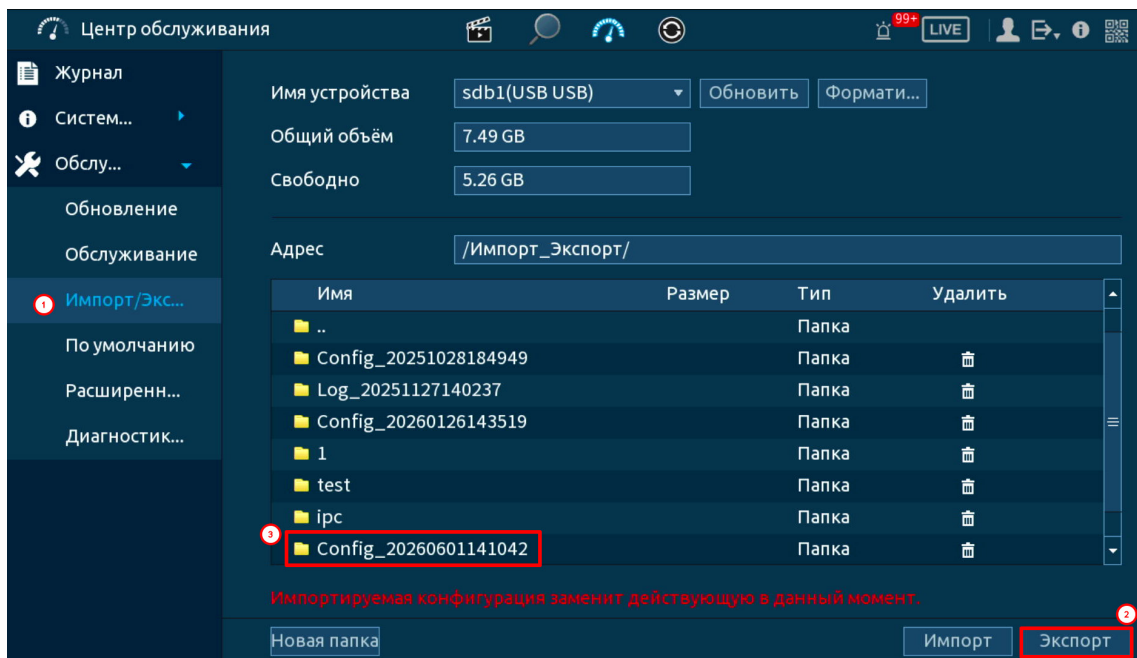 Центр обслуживания
99+
LIVE
Журнал
Систем...
Обслу...
Обновление
Обслуживание
1
Импорт/Экс...
По умолчанию
Расширенн...
Диагностик...
Имя устройства
sdb1(USB USB)
Обновить
Формати...
Общий объём
7.49 GB
Свободно
5.26 GB
Адрес
/Импорт_Экспорт/
Имя Размер Тип Удалить
.. Папка
Config_20251028184949 Папка
Log_20251127140237 Папка
Config_20260126143519 Папка
1 Папка
test Папка
ipc Папка
3
Config_20260601141042 Папка
Импортируемая конфигурация заменит действующую в данный момент.
2
Новая папка
Импорт
Экспорт